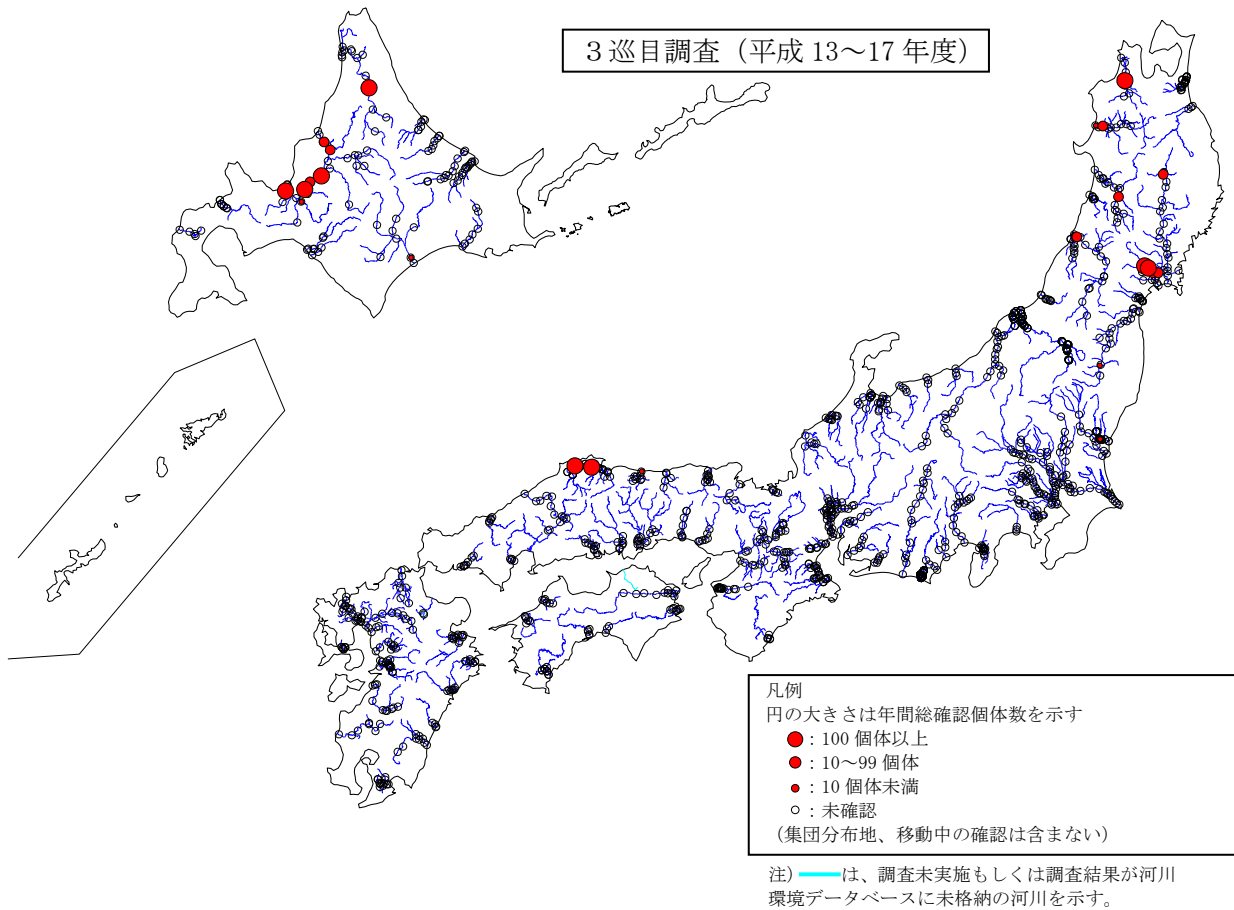 3巡目調査（平成 13～17 年度）
凡例
円の大きさは年間総確認個体数を示す
：100 個体以上
：10～99 個体
：10 個体未満
：未確認
（集団分布地、移動中の確認は含まない）
注） は、調査未実施もしくは調査結果が河川
環境データベースに未格納の河川を示す。